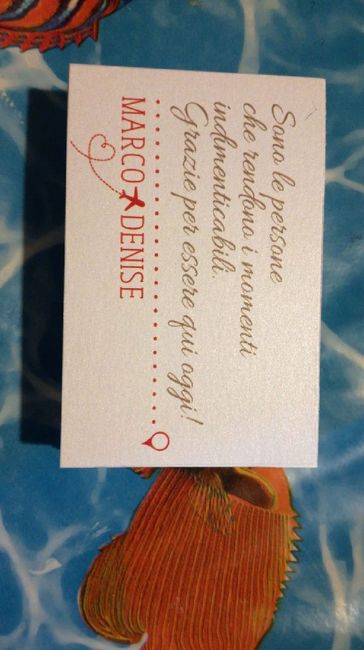 Sono le persone
che rendono i momenti
indimenticabili.
Grazie per essere qui oggi!
MARCO DENISE